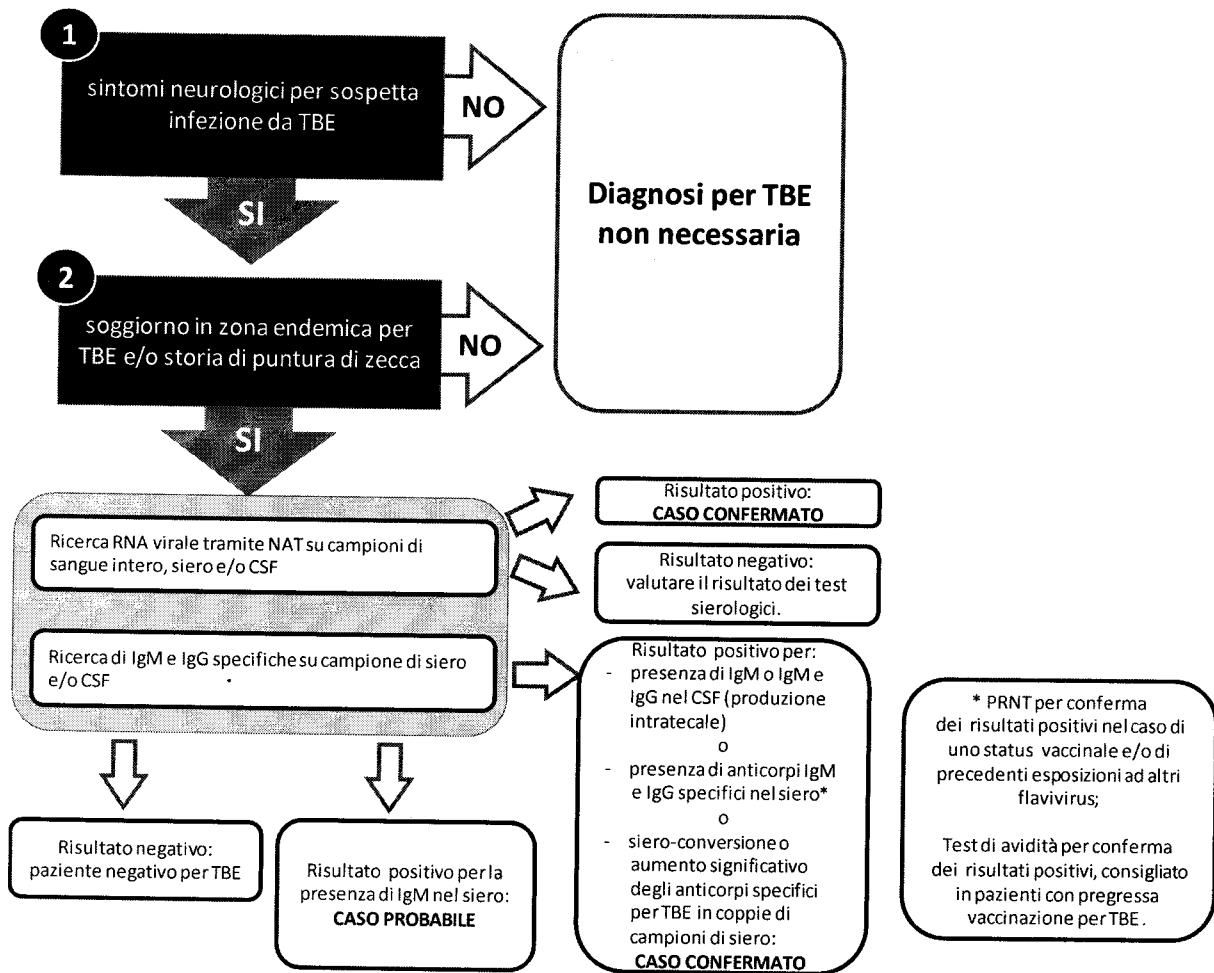 1
sintomi neurologici per sospetta
infezione da TBE
NO
SI
Diagnosi per TBE
non necessaria
2
soggiorno in zona endemica per
TBE e/o storia di puntura di zecca
NO
SI
Ricerca RNA virale tramite NAT su campioni di
sangue intero, siero e/o CSF
Risultato positivo:
CASO CONFERMATO
Risultato negativo:
valutare il risultato dei test
sierologici.
Ricerca di IgM e IgG specifiche su campione di siero
e/o CSF
Risultato positivo per:
- presenza di IgM o IgM e
IgG nel CSF (produzione
intratecale)
o
- presenza di anticorpi IgM
e IgG specifici nel siero*
o
- siero-conversione o
aumento significativo
degli anticorpi specifici
per TBE in coppie di
campioni di siero:
CASO CONFERMATO
* PRNT per conferma
dei risultati positivi nel caso di
uno status vaccinale e/o di
precedenti esposizioni ad altri
flavivirus;
Test di avidità per conferma
dei risultati positivi, consigliato
in pazienti con pregressa
vaccinazione per TBE.
Risultato negativo:
paziente negativo per TBE
Risultato positivo per la
presenza di IgM nel siero:
CASO PROBABILE